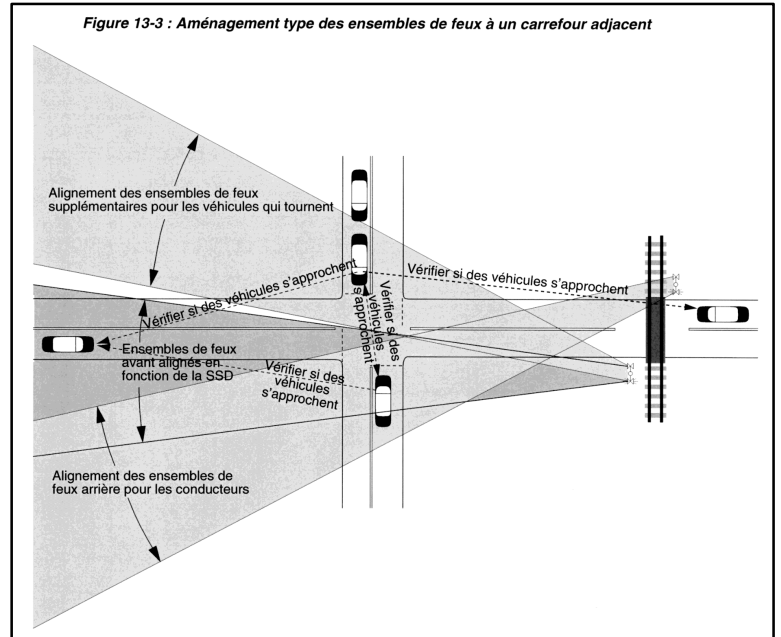 Figure 13-3 : Aménagement type des ensembles de feux à un carrefour adjacent
Alignement des ensembles de feux
supplémentaires pour les véhicules qui tournent
Vérifier si des véhicules s'approchent
Vérifier si des véhicules s'approchent
Vérifier si des
véhicules
s'approchent
Ensembles de feux
avant alignés en
fonction de la SSD
Vérifier si des
véhicules
s'approchent
Alignement des ensembles de
feux arrière pour les conducteurs